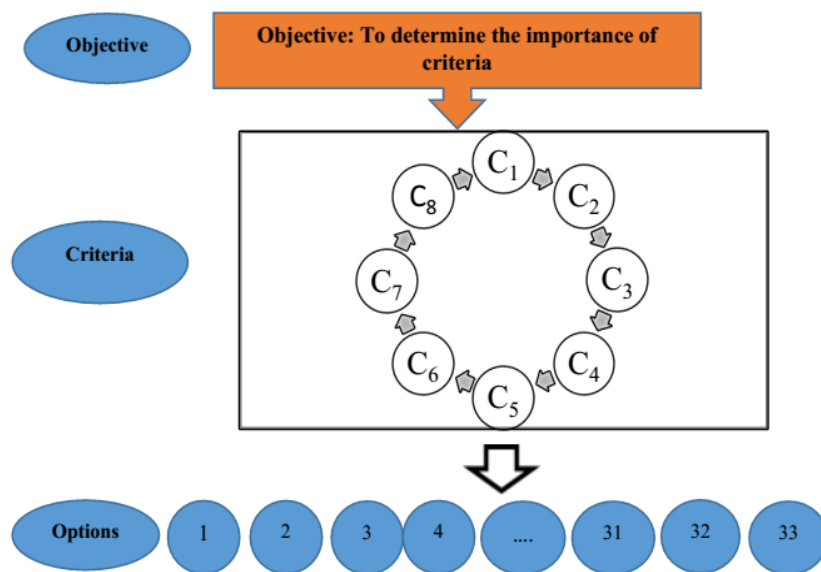 Objective
Objective: To determine the importance of
criteria
C₁
C₂
C₃
C₄
C₅
C₆
C₇
C₈
Criteria
Options
1
2
3
4
....
31
32
33